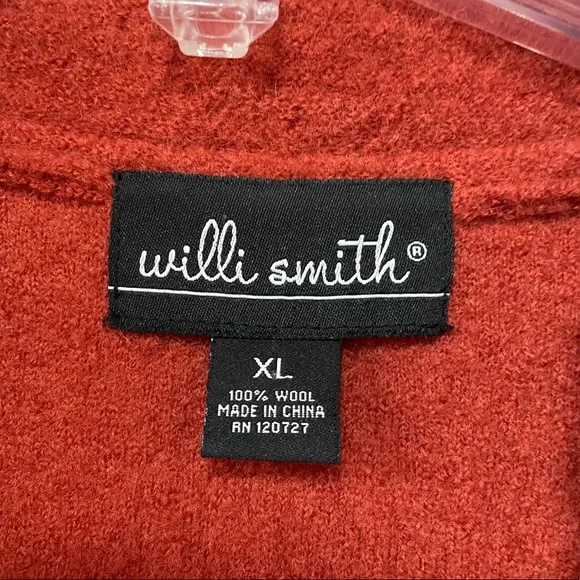 willi smith®
XL
100% WOOL
MADE IN CHINA
RN 120727